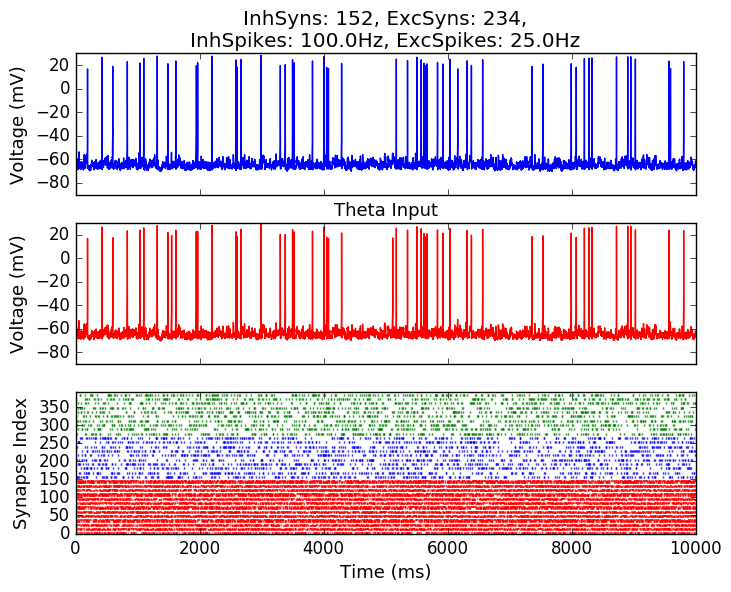 InhSyns: 152, ExcSyns: 234,
InhSpikes: 100.0Hz, ExcSpikes: 25.0Hz
20
0
−20
−40
−60
−80
Voltage (mV)
Theta Input
20
0
−20
−40
−60
−80
Voltage (mV)
350
300
250
200
150
100
50
0
Synapse Index
0 2000 4000 6000 8000 10000
Time (ms)